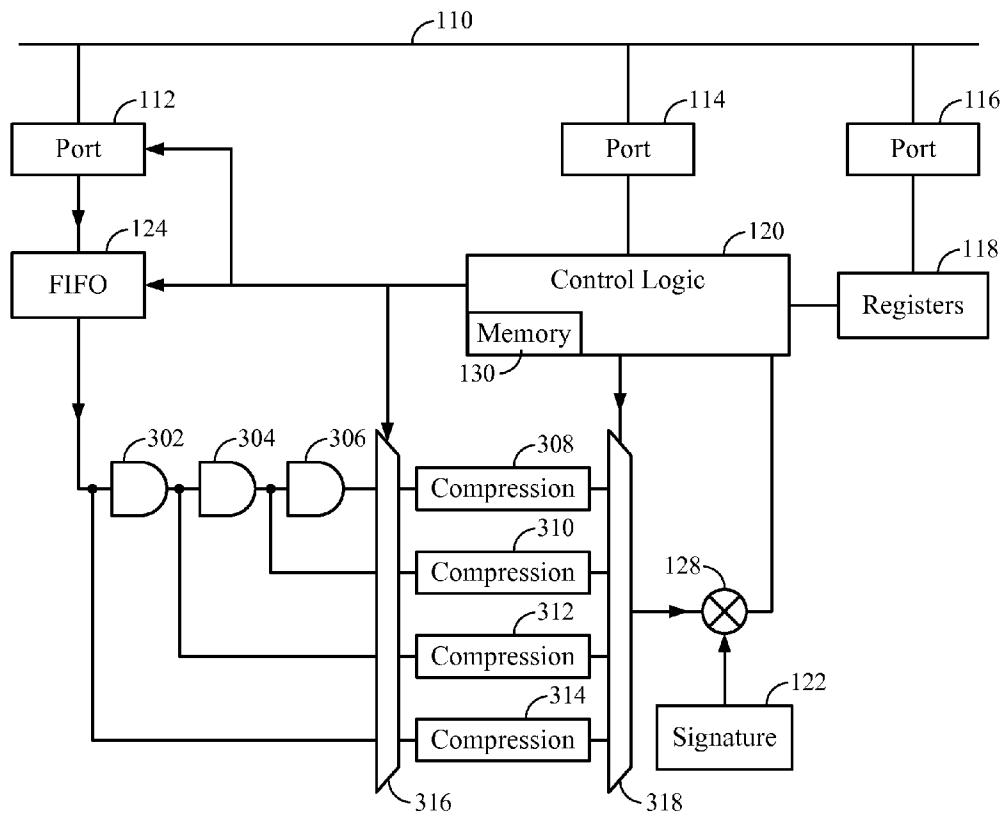 110
112
114
116
Port
Port
Port
124
120
118
FIFO
Control Logic
Registers
Memory
130
302
304
306
308
Compression
310
Compression
128
312
Compression
314
122
Compression
Signature
316
318